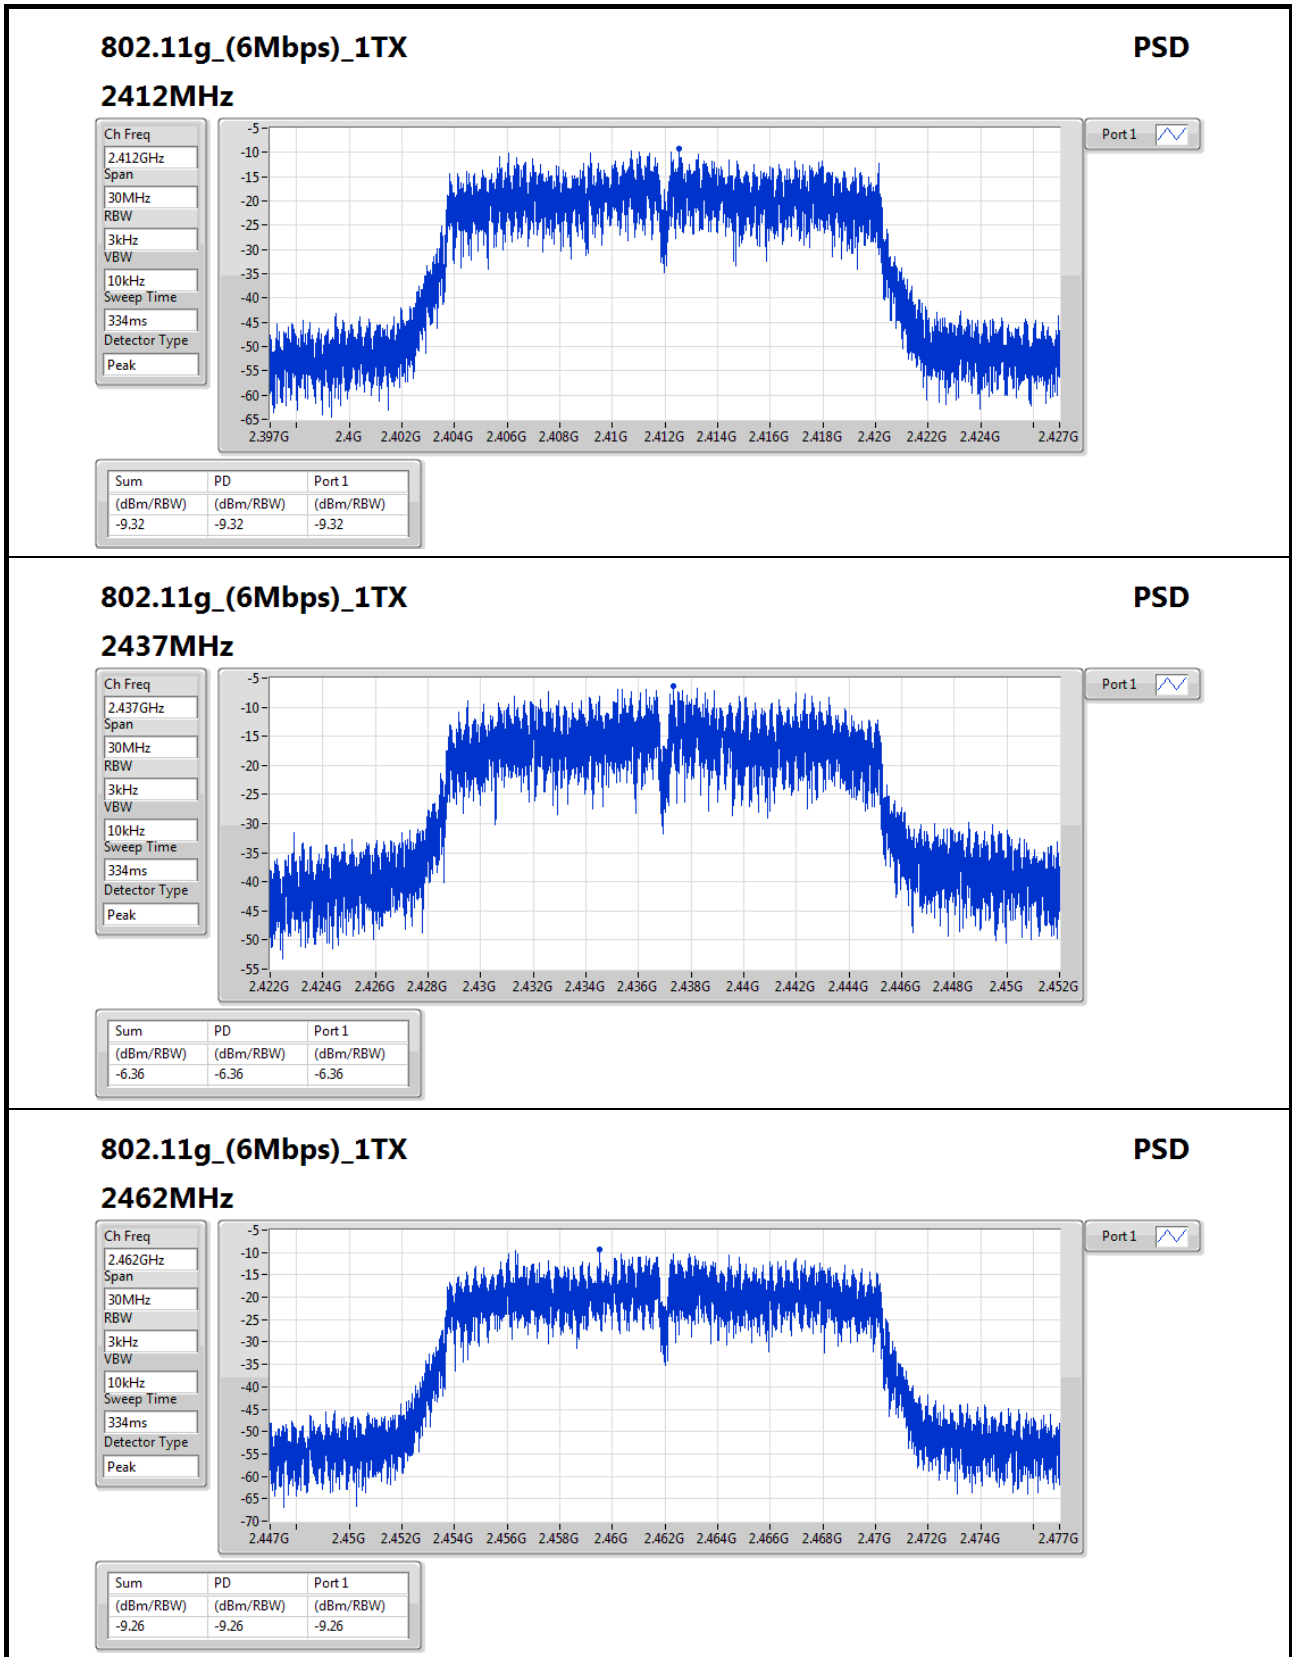 802.11g_(6Mbps)_1TX PSD
2412MHz
Ch Freq
2.412GHz
Span
30MHz
RBW
3kHz
VBW
10kHz
Sweep Time
334ms
Detector Type
Peak
-5
-10
-15
-20
-25
-30
-35
-40
-45
-50
-55
-60
-65
2.397G 2.4G 2.402G 2.404G 2.406G 2.408G 2.41G 2.412G 2.414G 2.416G 2.418G 2.42G 2.422G 2.424G 2.427G
Port 1
Sum PD Port 1
(dBm/RBW) (dBm/RBW) (dBm/RBW)
-9.32 -9.32 -9.32
802.11g_(6Mbps)_1TX PSD
2437MHz
Ch Freq
2.437GHz
Span
30MHz
RBW
3kHz
VBW
10kHz
Sweep Time
334ms
Detector Type
Peak
-5
-10
-15
-20
-25
-30
-35
-40
-45
-50
-55
2.422G 2.424G 2.426G 2.428G 2.43G 2.432G 2.434G 2.436G 2.438G 2.44G 2.442G 2.444G 2.446G 2.448G 2.45G 2.452G
Port 1
Sum PD Port 1
(dBm/RBW) (dBm/RBW) (dBm/RBW)
-6.36 -6.36 -6.36
802.11g_(6Mbps)_1TX PSD
2462MHz
Ch Freq
2.462GHz
Span
30MHz
RBW
3kHz
VBW
10kHz
Sweep Time
334ms
Detector Type
Peak
-5
-10
-15
-20
-25
-30
-35
-40
-45
-50
-55
-60
-65
-70
2.447G 2.45G 2.452G 2.454G 2.456G 2.458G 2.46G 2.462G 2.464G 2.466G 2.468G 2.47G 2.472G 2.474G 2.477G
Port 1
Sum PD Port 1
(dBm/RBW) (dBm/RBW) (dBm/RBW)
-9.26 -9.26 -9.26